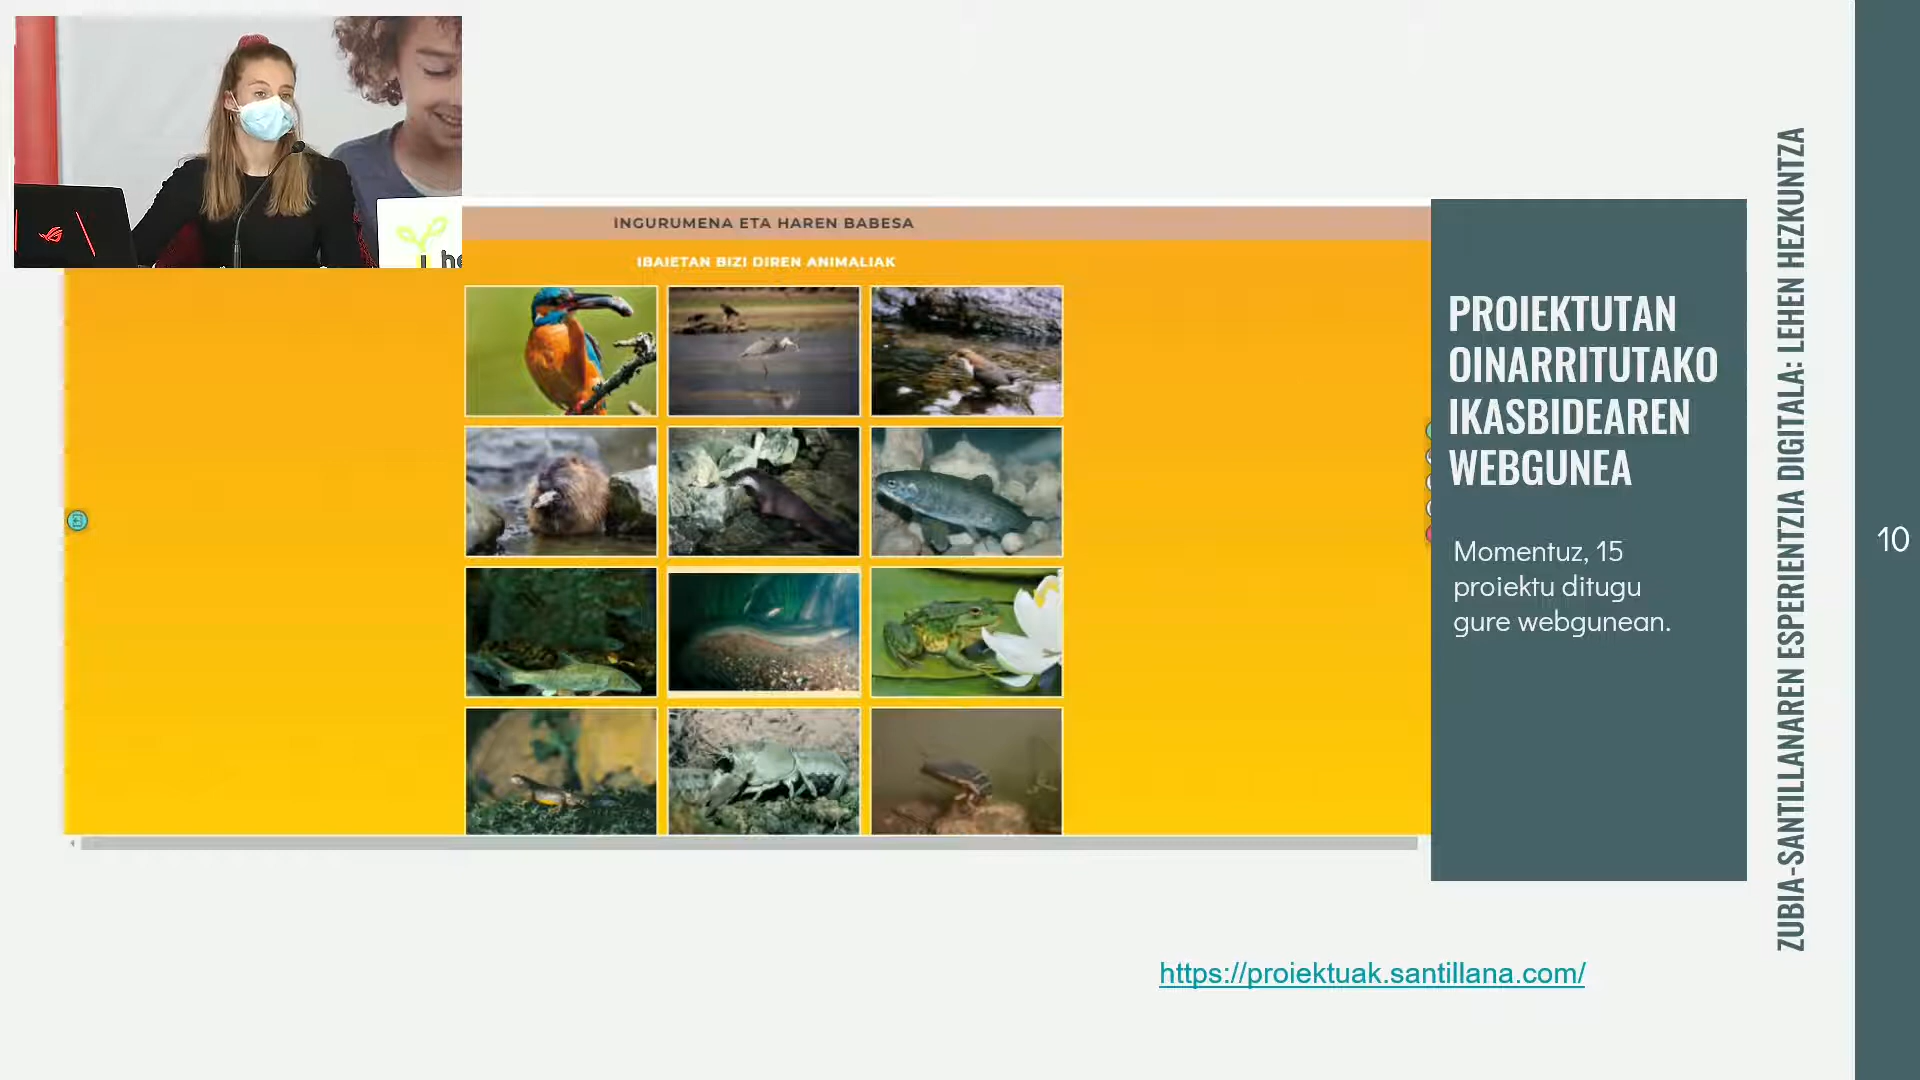 INGURUMENA ETA HAREN BABESA
IBAIETAN BIZI DIREN ANIMALIAK
PROIEKTUTAN
OINARRITUTAKO
IKASBIDEAREN
WEBGUNEA
Momentuz, 15
proiektu ditugu
gure webgunean.
ZUBIA-SANTILLANAREN ESPERIENTZIA DIGITALA: LEHEN HEZKUNTZA
10
https://proiektuak.santillana.com/